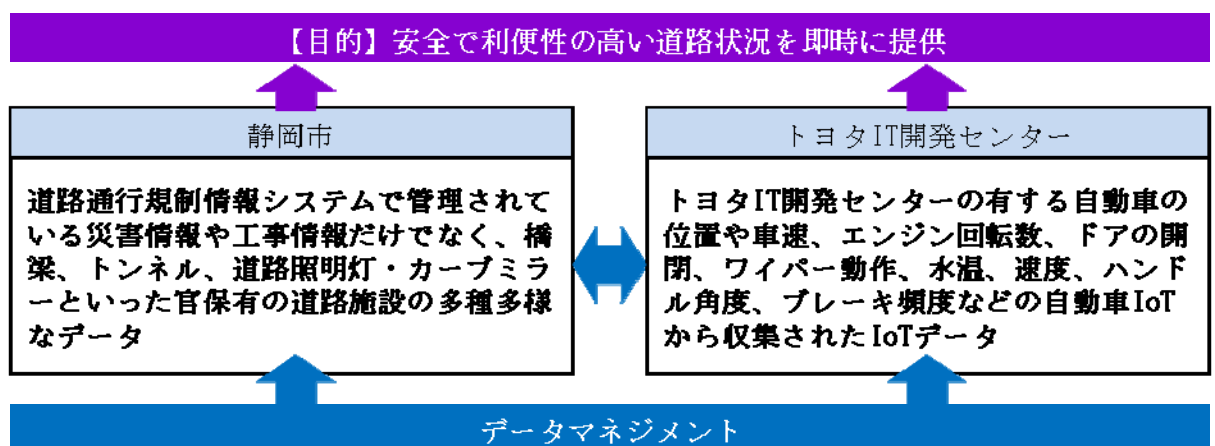 【目的】安全で利便性の高い道路状況を即時に提供
静岡市
道路通行規制情報システムで管理されて
いる災害情報や工事情報だけでなく、橋
梁、トンネル、道路照明灯・カーブミラ
ーといった官保有の道路施設の多種多様
なデータ
トヨタIT開発センター
トヨタIT開発センターの有する自動車の
位置や車速、エンジン回転数、ドアの開
閉、ワイパー動作、水温、速度、ハンド
ル角度、ブレーキ頻度などの自動車IoT
から収集されたIoTデータ
データマネジメント